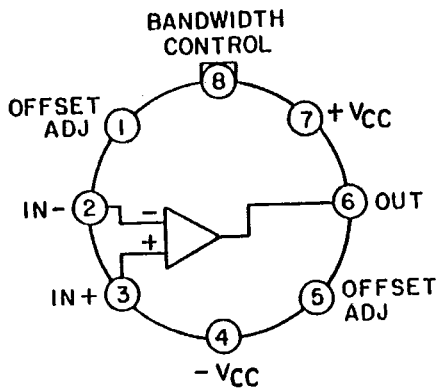 BANDWIDTH
CONTROL
8
OFFSET
ADJ
1
7
+VCC
IN-
2
-
+
6
OUT
IN+
3
5
OFFSET
ADJ
4
-VCC